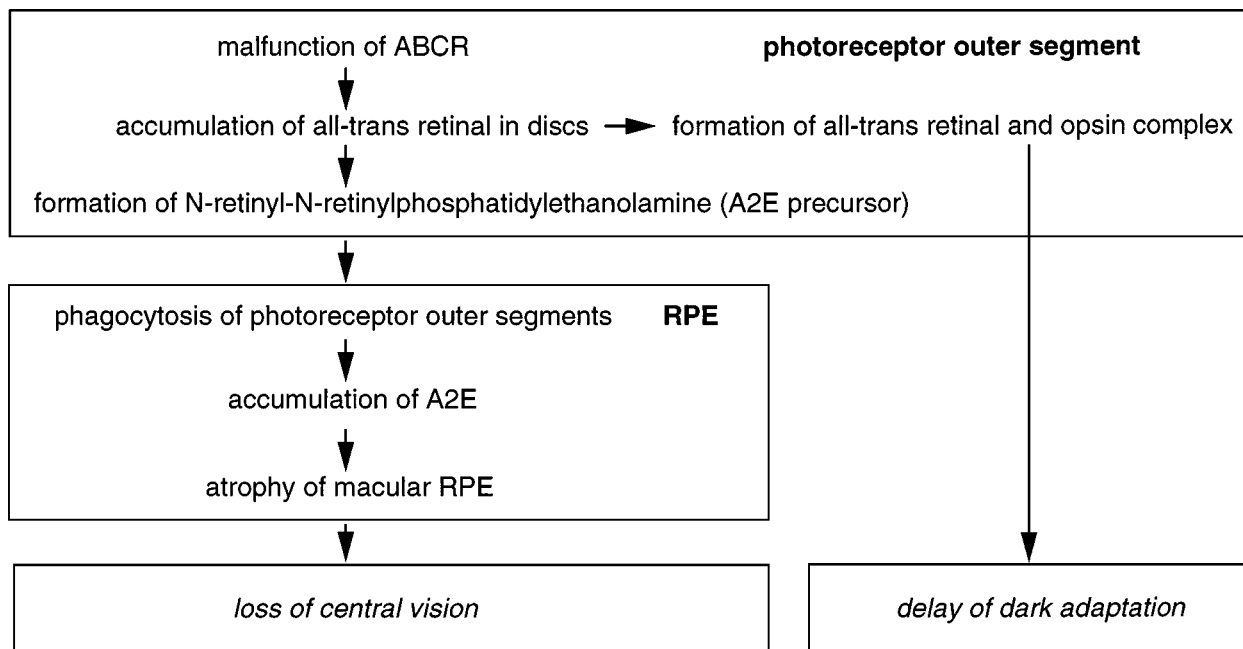 malfunction of ABCR
photoreceptor outer segment
accumulation of all-trans retinal in discs
formation of all-trans retinal and opsin complex
formation of N-retinyl-N-retinylphosphatidylethanolamine (A2E precursor)
phagocytosis of photoreceptor outer segments
RPE
accumulation of A2E
atrophy of macular RPE
loss of central vision
delay of dark adaptation